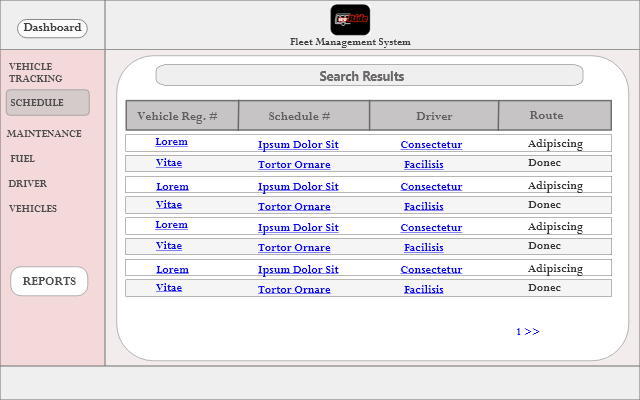 Dashboard
Ride
Fleet Management System
VEHICLE
TRACKING
SCHEDULE
MAINTENANCE
FUEL
DRIVER
VEHICLES
REPORTS
Search Results
Vehicle Reg. # Schedule # Driver Route
Lorem Ipsum Dolor Sit Consectetur Adipiscing
Vitae Tortor Ornare Facilisis Donec
Lorem Ipsum Dolor Sit Consectetur Adipiscing
Vitae Tortor Ornare Facilisis Donec
Lorem Ipsum Dolor Sit Consectetur Adipiscing
Vitae Tortor Ornare Facilisis Donec
Lorem Ipsum Dolor Sit Consectetur Adipiscing
Vitae Tortor Ornare Facilisis Donec
1 >>